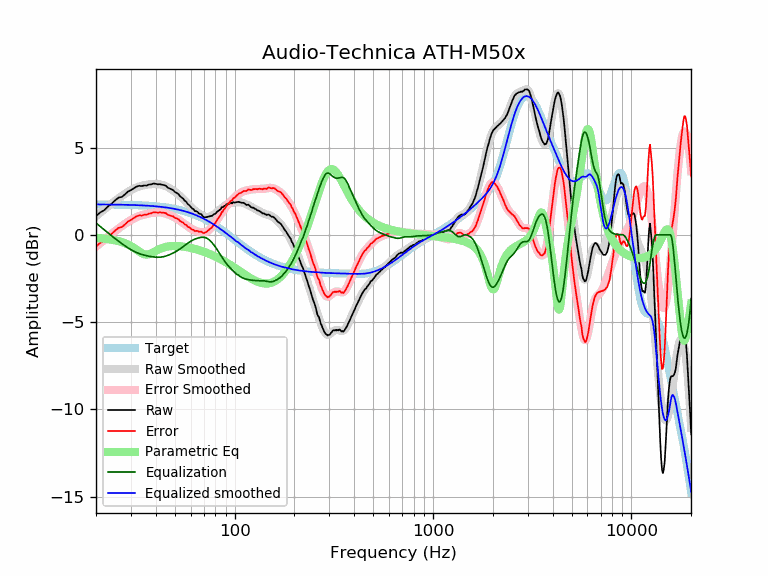 Audio-Technica ATH-M50x
Amplitude (dBr)
5
0
−5
−10
−15
Target
Raw Smoothed
Error Smoothed
Raw
Error
Parametric Eq
Equalization
Equalized smoothed
100
1000
10000
Frequency (Hz)